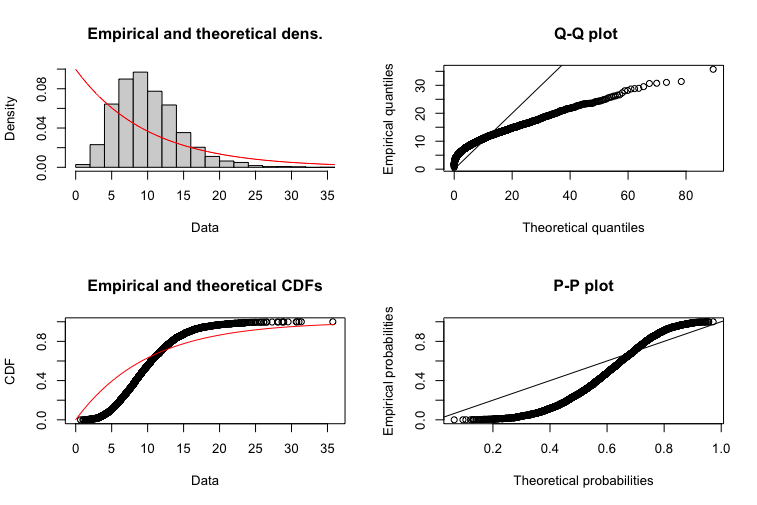 Empirical and theoretical dens.
Density
0.00 0.04 0.08
0 5 10 15 20 25 30 35
Data
Q-Q plot
Empirical quantiles
0 10 20 30
0 20 40 60 80
Theoretical quantiles
Empirical and theoretical CDFs
CDF
0.0 0.4 0.8
0 5 10 15 20 25 30 35
Data
P-P plot
Empirical probabilities
0.0 0.4 0.8
0.2 0.4 0.6 0.8 1.0
Theoretical probabilities